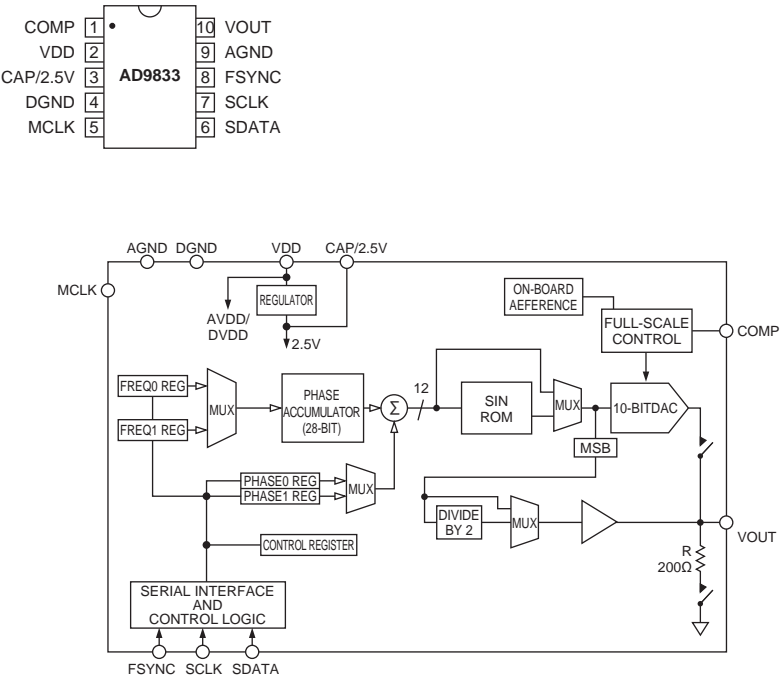 COMP 1 10 VOUT
VDD 2 9 AGND
CAP/2.5V 3 AD9833 8 FSYNC
DGND 4 7 SCLK
MCLK 5 6 SDATA
AGND DGND VDD CAP/2.5V
MCLK
REGULATOR
AVDD/
DVDD
2.5V
ON-BOARD
AEFERENCE
FULL-SCALE
CONTROL
COMP
FREQ0 REG
FREQ1 REG
MUX
PHASE
ACCUMULATOR
(28-BIT)
Σ
12
SIN
ROM
MUX
10-BITDAC
MSB
PHASE0 REG
PHASE1 REG
MUX
DIVIDE
BY 2
MUX
VOUT
CONTROL REGISTER
R
200Ω
SERIAL INTERFACE
AND
CONTROL LOGIC
FSYNC SCLK SDATA